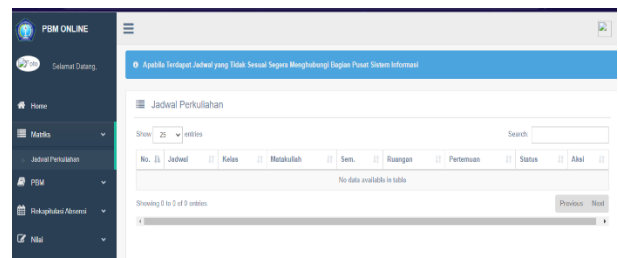 PBM ONLINE
Selamat Datang,
Apabila Terdapat Jadwal yang Tidak Sesuai Segera Menghubungi Bagian Pusat Sistem Informasi
Home
Matriks
Jadwal Perkuliahan
PBM
Rekapitulasi Absensi
Nilai
Jadwal Perkuliahan
Show 25 entries
Search:
No. Jadwal Kelas Matakuliah Sem. Ruangan Pertemuan Status Aksi
No data available in table
Showing 0 to 0 of 0 entries
Previous Next